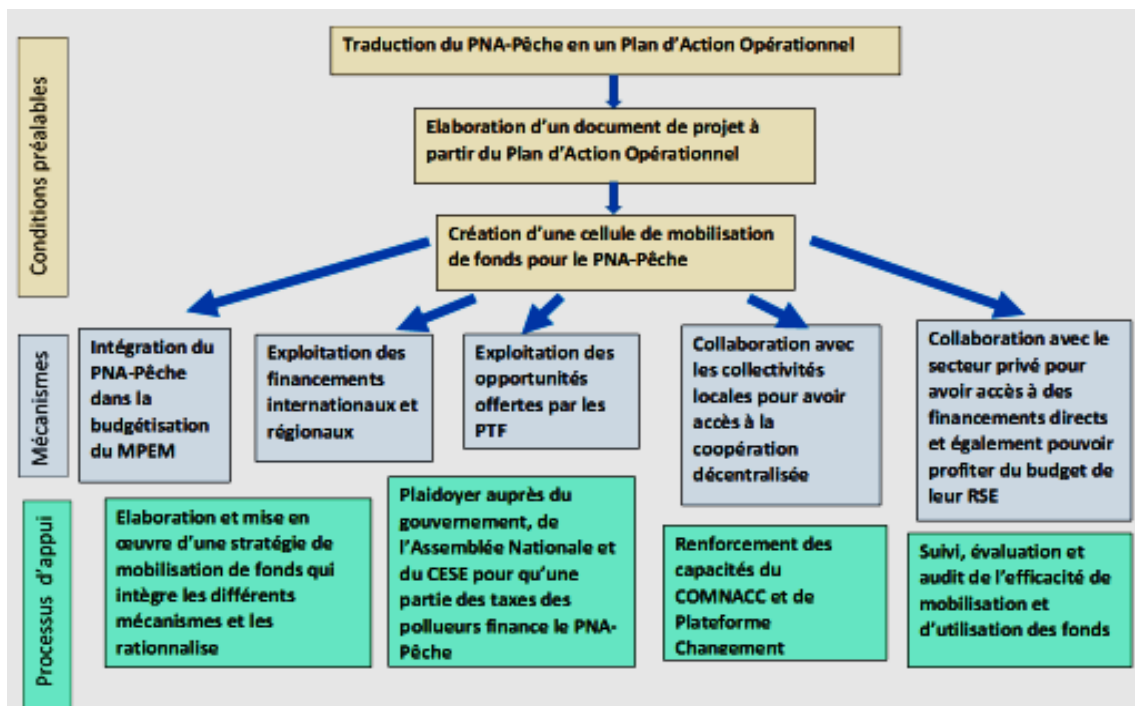 Conditions préalables
Traduction du PNA-Pêche en un Plan d'Action Opérationnel
Elaboration d'un document de projet à
partir du Plan d'Action Opérationnel
Création d'une cellule de mobilisation
de fonds pour le PNA-Pêche
Mécanismes
Intégration du
PNA-Pêche
dans la
budgétisation
du MPEM
Exploitation des
financements
internationaux et
régionaux
Exploitation des
opportunités
offertes par les
PTF
Collaboration avec
les collectivités
locales pour avoir
accès à la
coopération
décentralisée
Collaboration avec le
secteur privé pour
avoir accès à des
financements directs
et également pouvoir
profiter du budget de
leur RSE
Processus d'appui
Elaboration et mise en
œuvre d'une stratégie de
mobilisation de fonds qui
intègre les différents
mécanismes et les
rationnalise
Plaidoyer auprès du
gouvernement, de
l'Assemblée Nationale et
du CESE pour qu'une
partie des taxes des
pollueurs finance le PNA-
Pêche
Renforcement des
capacités du
COMNACC et de
Plateforme
Changement
Suivi, évaluation et
audit de l'efficacité de
mobilisation et
d'utilisation des fonds